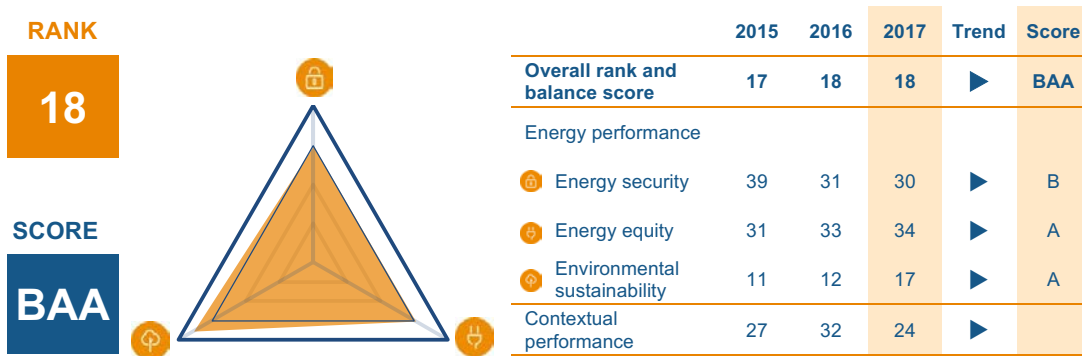 RANK
18
SCORE
BAA
2015 2016 2017 Trend Score
Overall rank and
balance score 17 18 18 BAA
Energy performance
Energy security 39 31 30 B
Energy equity 31 33 34 A
Environmental
sustainability 11 12 17 A
Contextual
performance 27 32 24